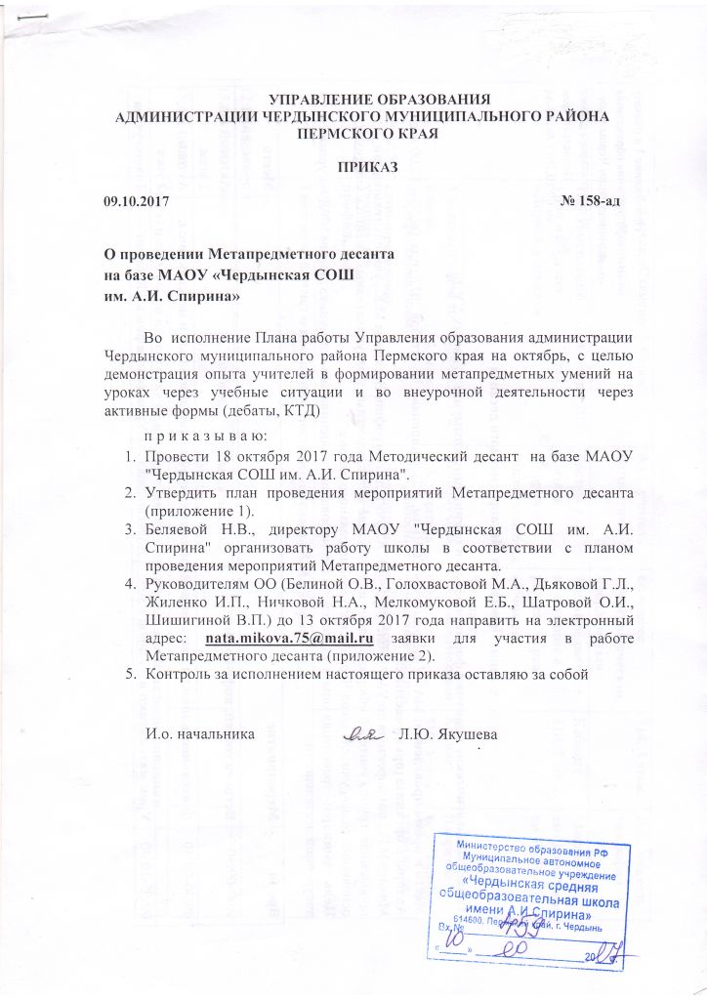 УПРАВЛЕНИЕ ОБРАЗОВАНИЯ
АДМИНИСТРАЦИИ ЧЕРДЫНСКОГО МУНИЦИПАЛЬНОГО РАЙОНА
ПЕРМСКОГО КРАЯ
ПРИКАЗ
09.10.2017 № 158-ад
О проведении Метапредметного десанта
на базе МАОУ «Чердынская СОШ
им. А.И. Спирина»
Во исполнение Плана работы Управления образования администрации
Чердынского муниципального района Пермского края на октябрь, с целью
демонстрация опыта учителей в формировании метапредметных умений на
уроках через учебные ситуации и во внеурочной деятельности через
активные формы (дебаты, КТД)
п р и к а з ы в а ю:
1. Провести 18 октября 2017 года Методический десант на базе МАОУ
"Чердынская СОШ им. А.И. Спирина".
2. Утвердить план проведения мероприятий Метапредметного десанта
(приложение 1).
3. Беляевой Н.В., директору МАОУ "Чердынская СОШ им. А.И.
Спирина" организовать работу школы в соответствии с планом
проведения мероприятий Метапредметного десанта.
4. Руководителям ОО (Белиной О.В., Голохвастовой М.А., Дьяковой Г.Л.,
Жиленко И.П., Ничковой Н.А., Мелкомуковой Е.Б., Шатровой О.И.,
Шишигиной В.П.) до 13 октября 2017 года направить на электронный
адрес: nata.mikova.75@mail.ru заявки для участия в работе
Метапредметного десанта (приложение 2).
5. Контроль за исполнением настоящего приказа оставляю за собой
И.о. начальника Л.Ю. Якушева
Министерство образования РФ
Муниципальное автономное
общеобразовательное учреждение
«Чердынская средняя
общеобразовательная школа
имени А.И.Спирина»
614600, Пермский край, г. Чердынь
Вх.№ 459
«10» 2017 г.